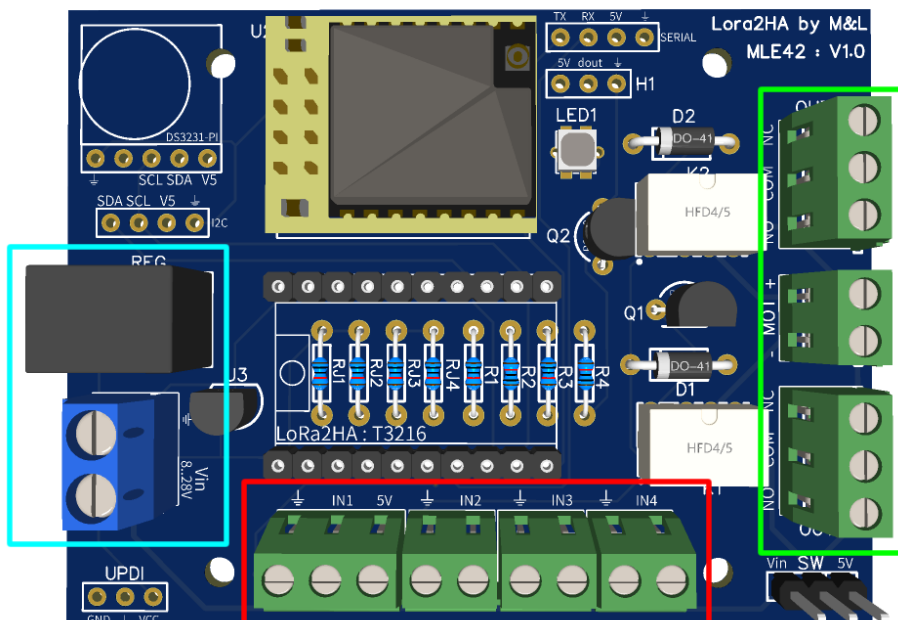 TX RX 5V
SERIAL
Lora2HA by M&L
MLE42 : V1.0
5V dout
H1
DS3231-PI
SCL SDA V5
SDA SCL V5
I2C
LED1
D2
DO-41
K2
HFD4/5
Q2
NC
COM
NO
REG
Q1
MOT + -
U3
RJ1
RJ2
RJ3
RJ4
R1
R2
R3
R4
DO-41
D1
LoRa2HA : T3216
HFD4/5
NC
COM
NO
Vin
8..28V
IN1 5V
IN2
IN3
IN4
UPDI
GND
VCC
Vin SW 5V